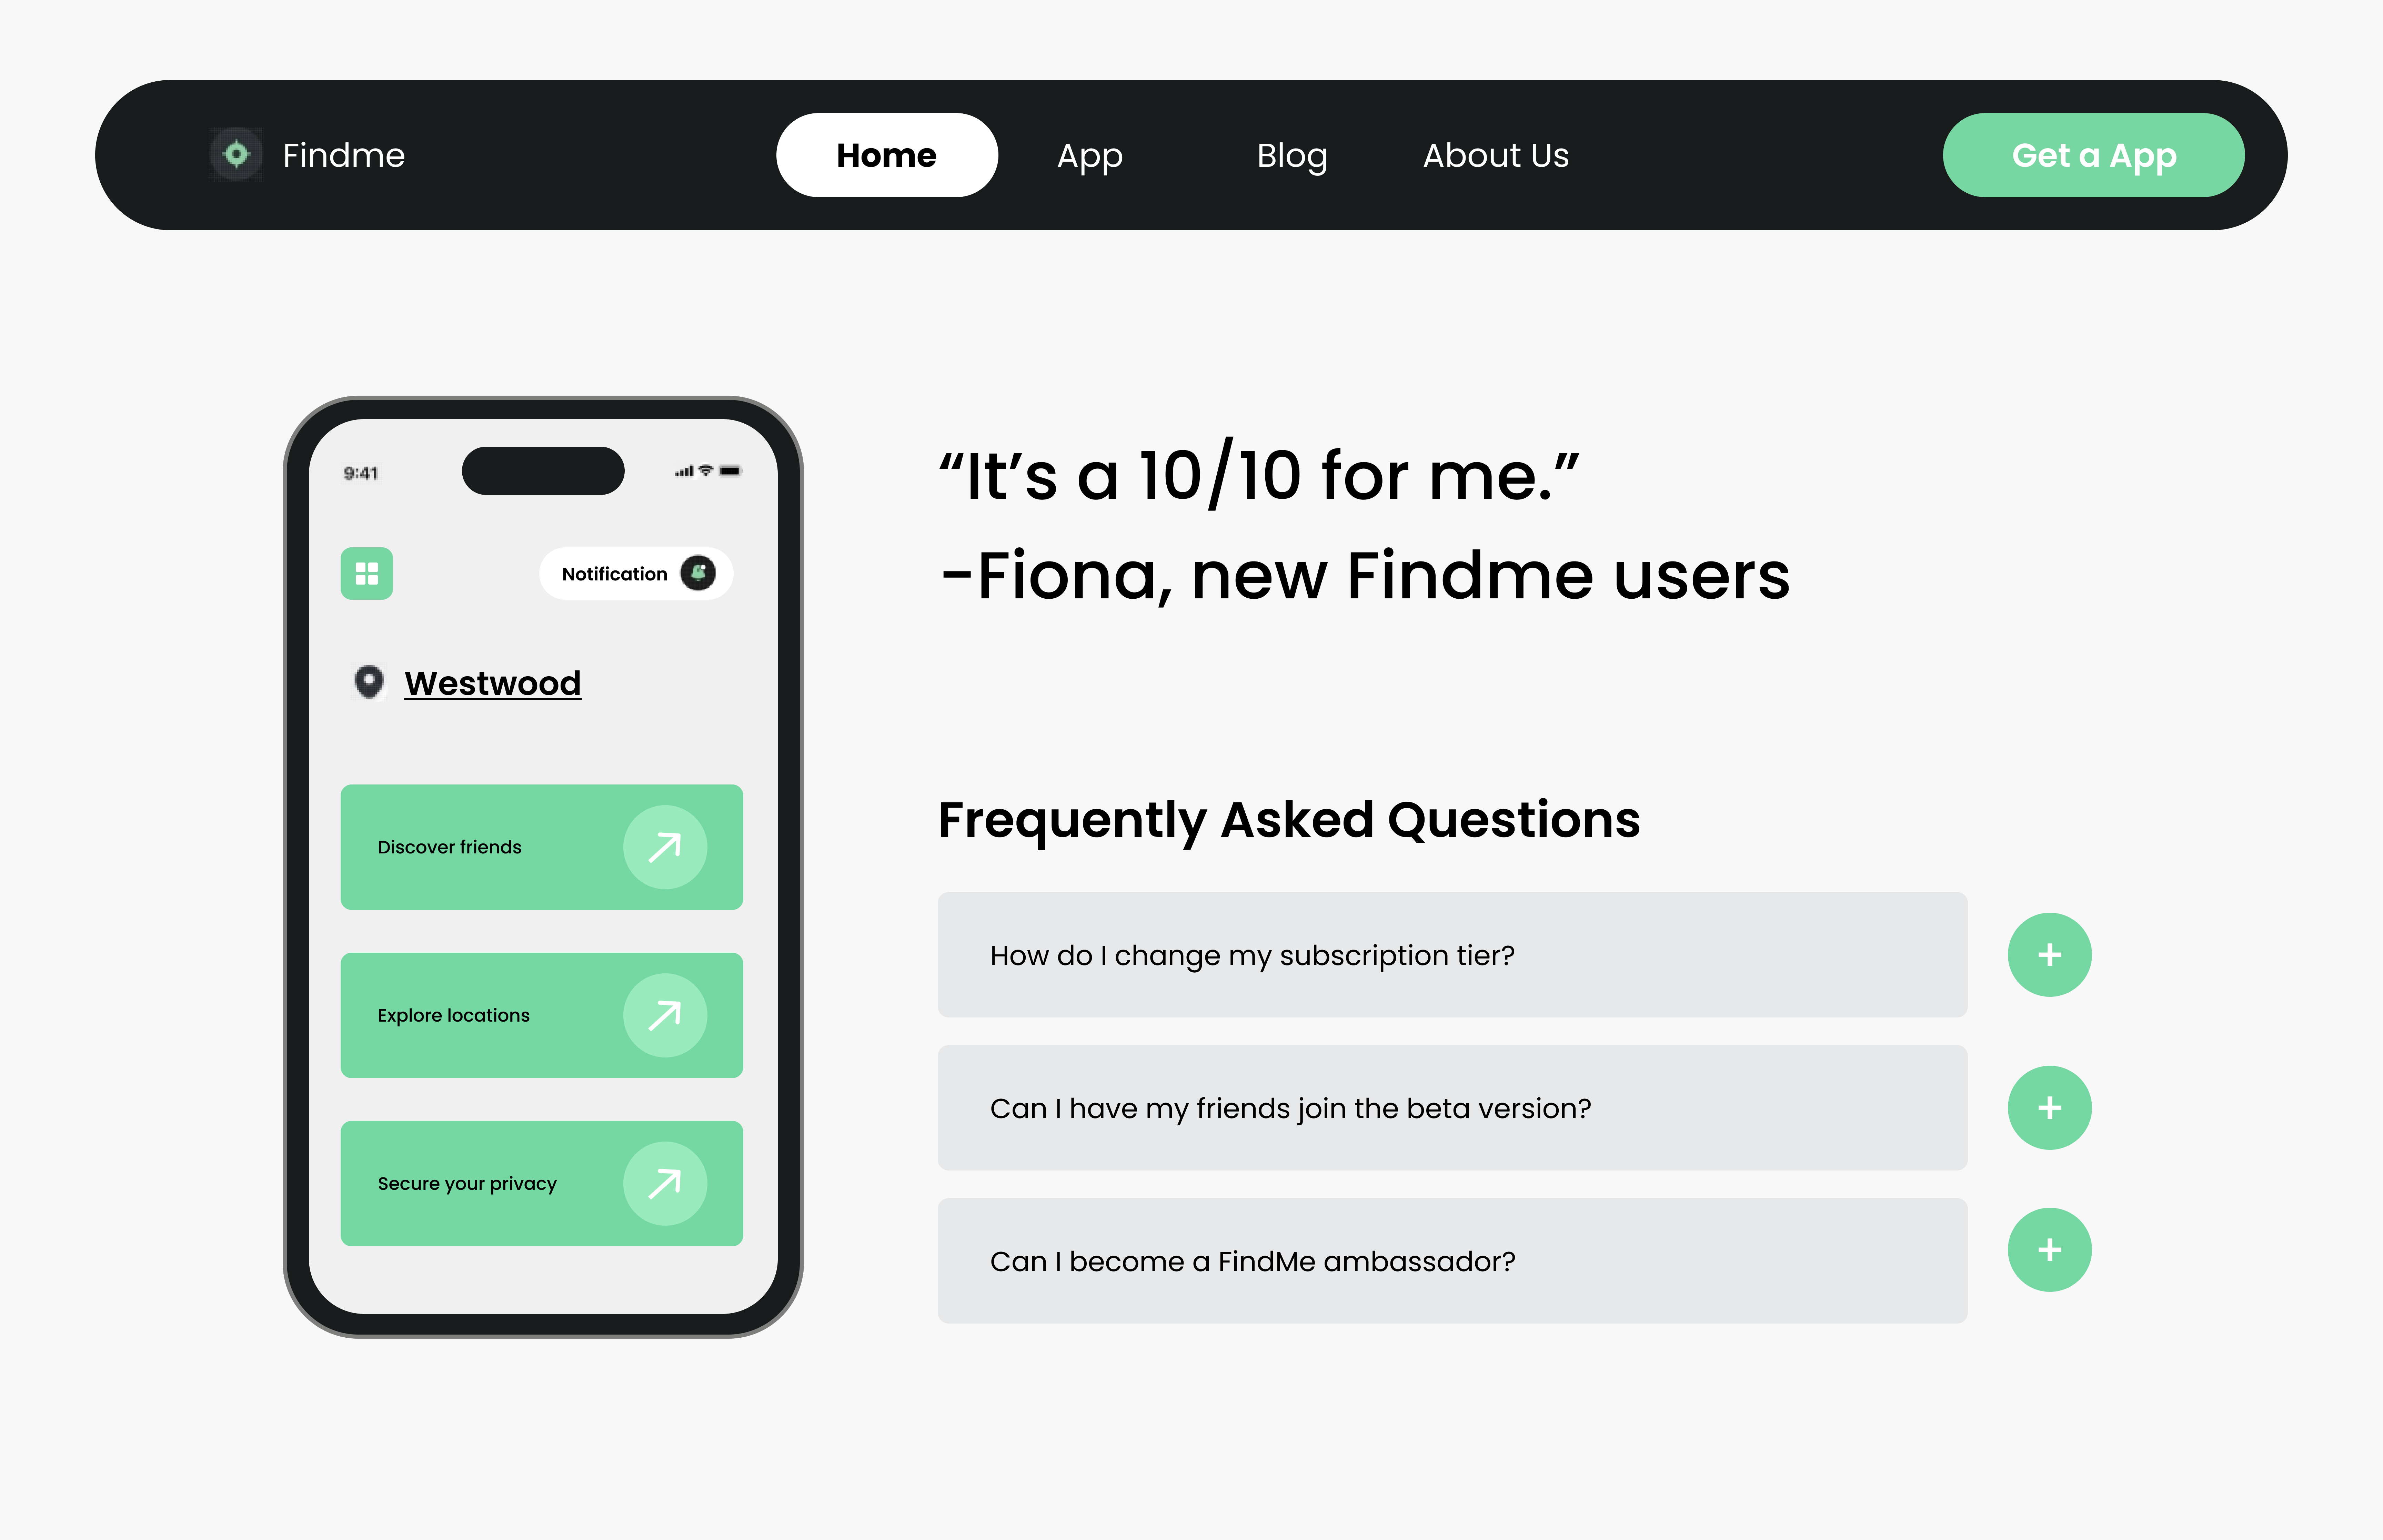 Findme
Home
App
Blog
About Us
Get a App
9:41
Notification
Westwood
Discover friends
Explore locations
Secure your privacy
“It’s a 10/10 for me.”
–Fiona, new Findme users
Frequently Asked Questions
How do I change my subscription tier?
Can I have my friends join the beta version?
Can I become a FindMe ambassador?